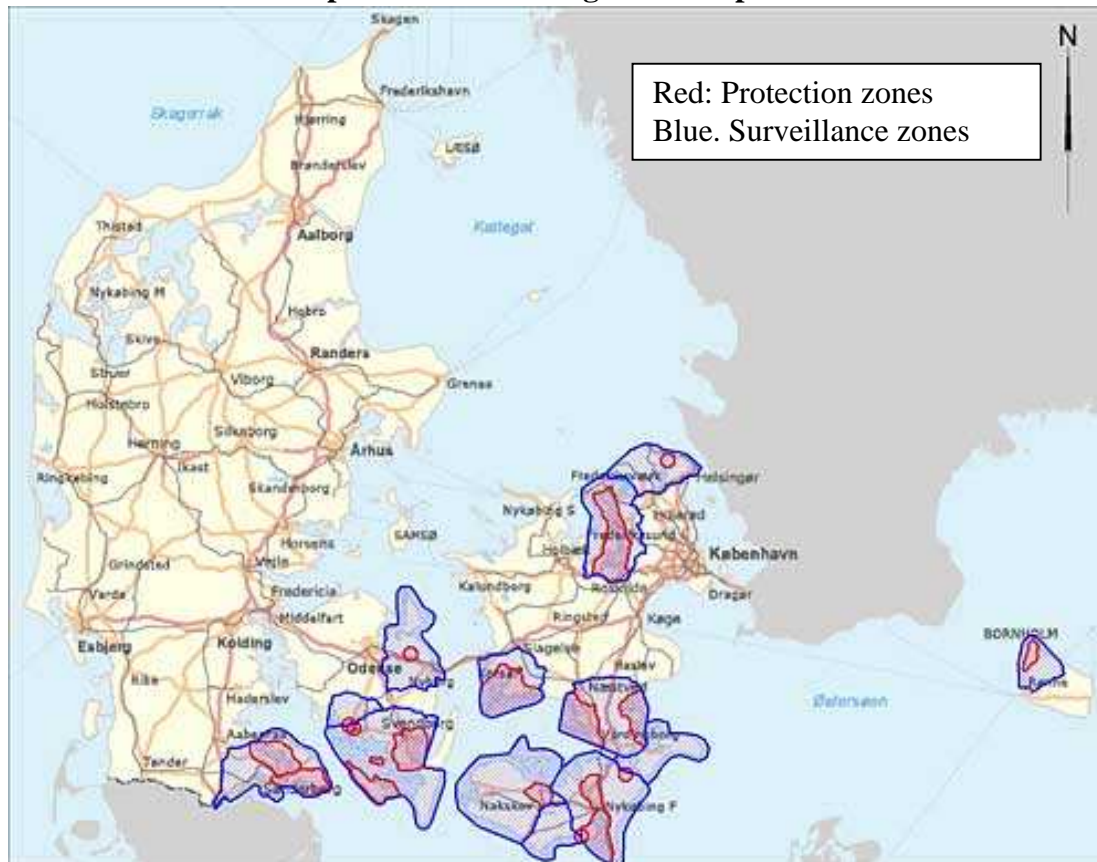 Skagen
N
Red: Protection zones
Blue. Surveillance zones
Frederikshavn
Skagerrak
Hjørring
LÆSØ
Brønderslev
Kattegat
Thisted
Aalborg
Nykøbing M
Hobro
Skive
Randers
Struer
Viborg
Grenaa
Holstebro
Silkeborg
Herning
Århus
Ikast
Ringkøbing
Helsingør
Skanderborg
Nykøbing S
Hillerød
SAMSØ
Horsens
København
Grindsted
Vejle
Kalundborg
Roskilde
Dragør
Varde
Fredericia
Middelfart
Ringsted
Køge
BORNHOLM
Esbjerg
Kolding
Slagelse
Odense
Haslev
Rønne
Ribe
Nyborg
Næstved
Haderslev
Østersøen
Svendborg
Aabenraa
Vordingborg
Tønder
Nakskov
Nykøbing F